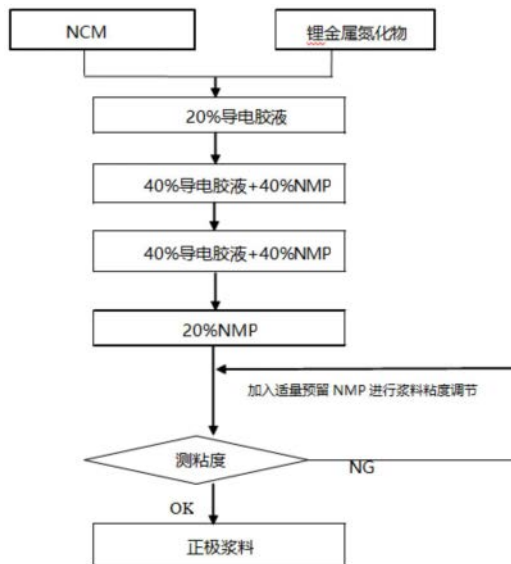 NCM
锂金属氮化物
20%导电胶液
40%导电胶液+40%NMP
40%导电胶液+40%NMP
20%NMP
加入适量预留 NMP 进行浆料粘度调节
测粘度
NG
OK
正极浆料